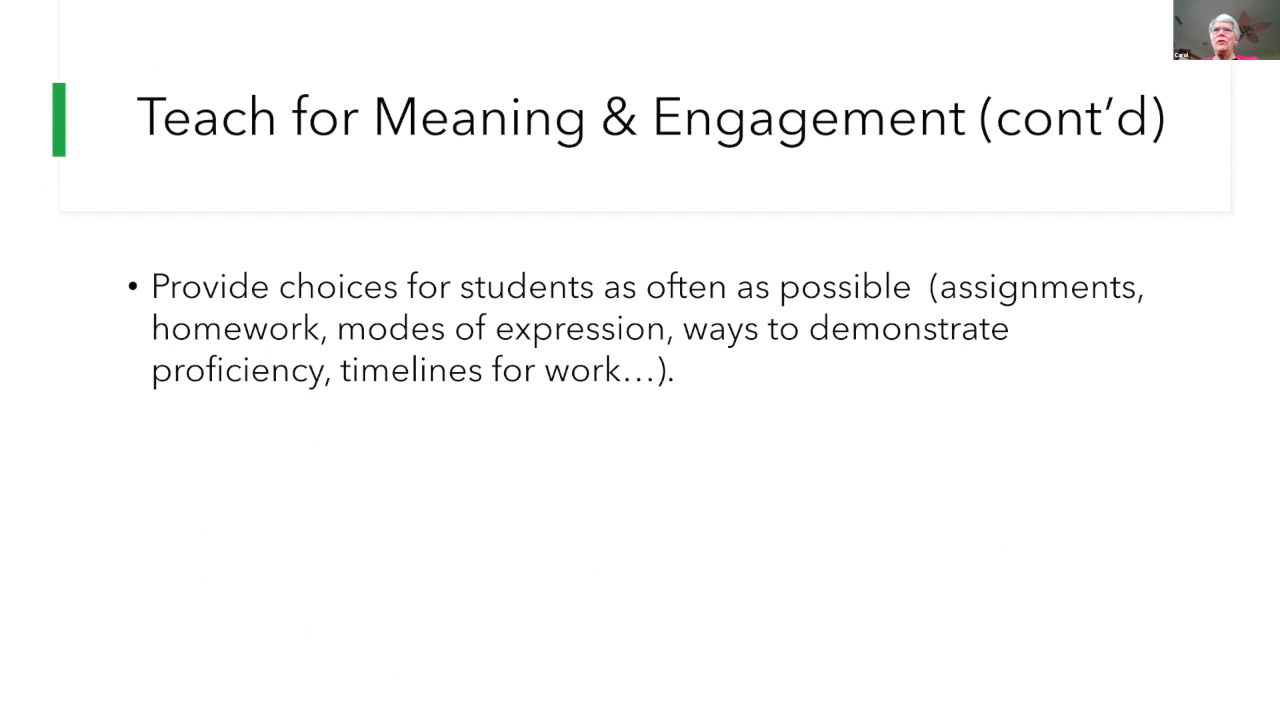 Carol
Teach for Meaning & Engagement (cont’d)
• Provide choices for students as often as possible  (assignments,
homework, modes of expression, ways to demonstrate
proficiency, timelines for work…).